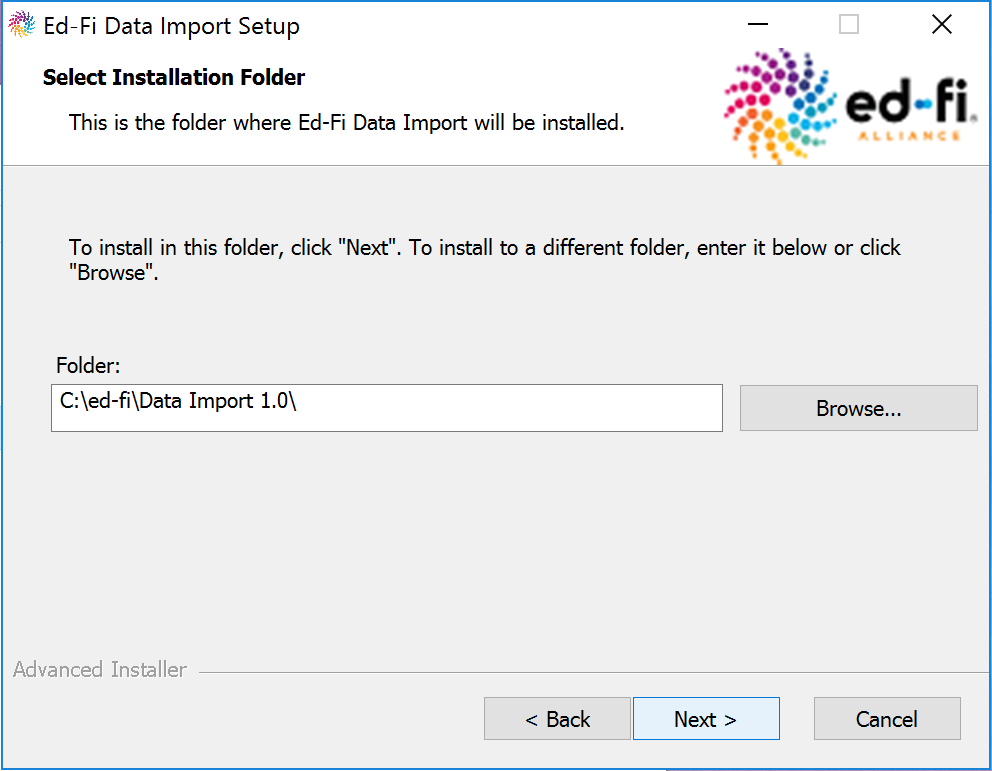 Ed-Fi Data Import Setup
Select Installation Folder
This is the folder where Ed-Fi Data Import will be installed.
ed-fi®
ALLIANCE
To install in this folder, click "Next". To install to a different folder, enter it below or click
"Browse".
Folder:
C:\ed-fi\Data Import 1.0\
Browse...
Advanced Installer
< Back
Next >
Cancel